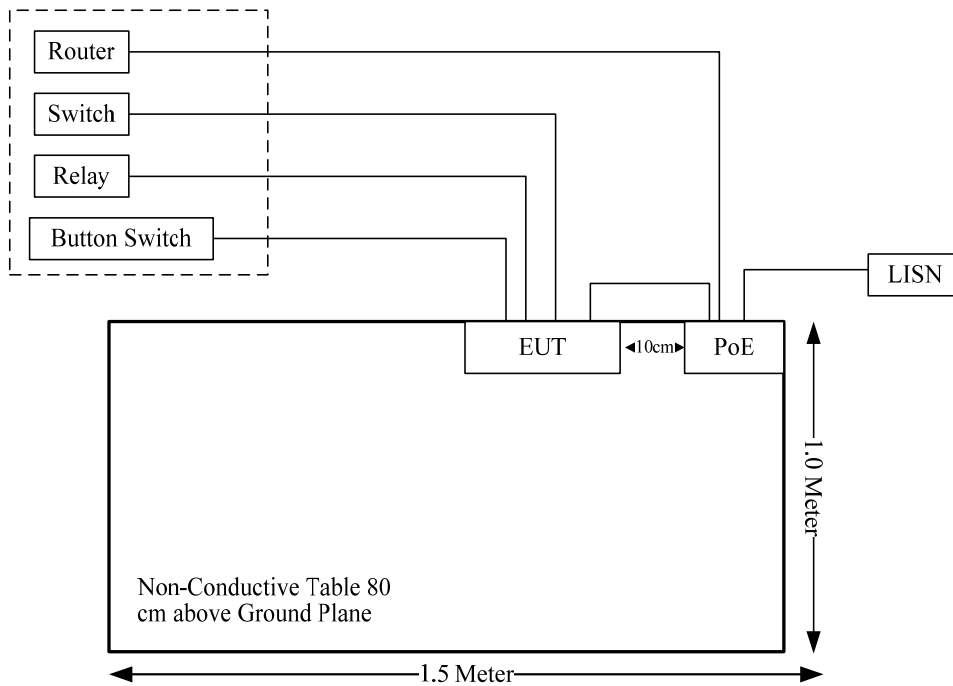 Router
Switch
Relay
Button Switch
LISN
EUT
10cm
PoE
1.0 Meter
Non-Conductive Table 80
cm above Ground Plane
1.5 Meter